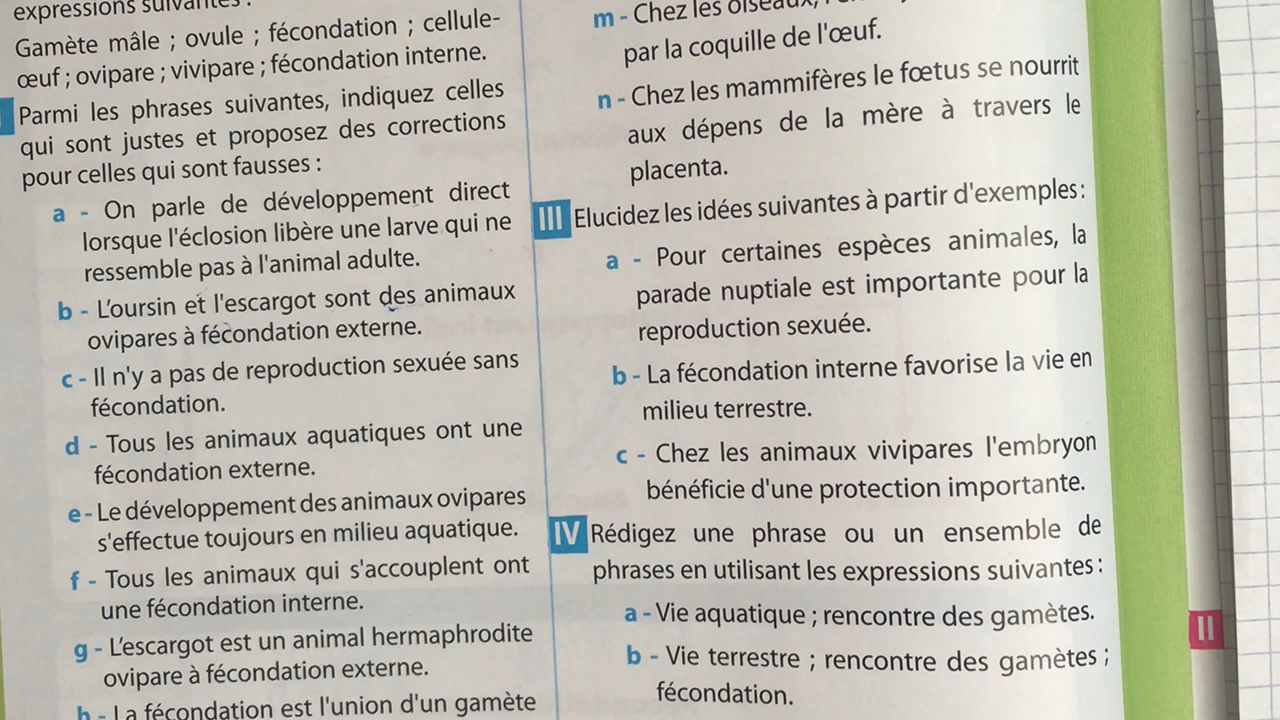 expressions suivantes :
Gamète mâle ; ovule ; fécondation ; cellule-
œuf ; ovipare ; vivipare ; fécondation interne.
Parmi les phrases suivantes, indiquez celles
qui sont justes et proposez des corrections
pour celles qui sont fausses :
a - On parle de développement direct
lorsque l'éclosion libère une larve qui ne
ressemble pas à l'animal adulte.
b - L'oursin et l'escargot sont des animaux
ovipares à fécondation externe.
c - Il n'y a pas de reproduction sexuée sans
fécondation.
d - Tous les animaux aquatiques ont une
fécondation externe.
e - Le développement des animaux ovipares
s'effectue toujours en milieu aquatique.
f - Tous les animaux qui s'accouplent ont
une fécondation interne.
g - L'escargot est un animal hermaphrodite
ovipare à fécondation externe.
h - La fécondation est l'union d'un gamète
m - Chez les oiseaux,
par la coquille de l'œuf.
n - Chez les mammifères le fœtus se nourrit
aux dépens de la mère à travers le
placenta.
III Elucidez les idées suivantes à partir d'exemples:
a - Pour certaines espèces animales, la
parade nuptiale est importante pour la
reproduction sexuée.
b - La fécondation interne favorise la vie en
milieu terrestre.
c - Chez les animaux vivipares l'embryon
bénéficie d'une protection importante.
IV Rédigez une phrase ou un ensemble de
phrases en utilisant les expressions suivantes :
a - Vie aquatique ; rencontre des gamètes.
b - Vie terrestre ; rencontre des gamètes ;
fécondation.
II